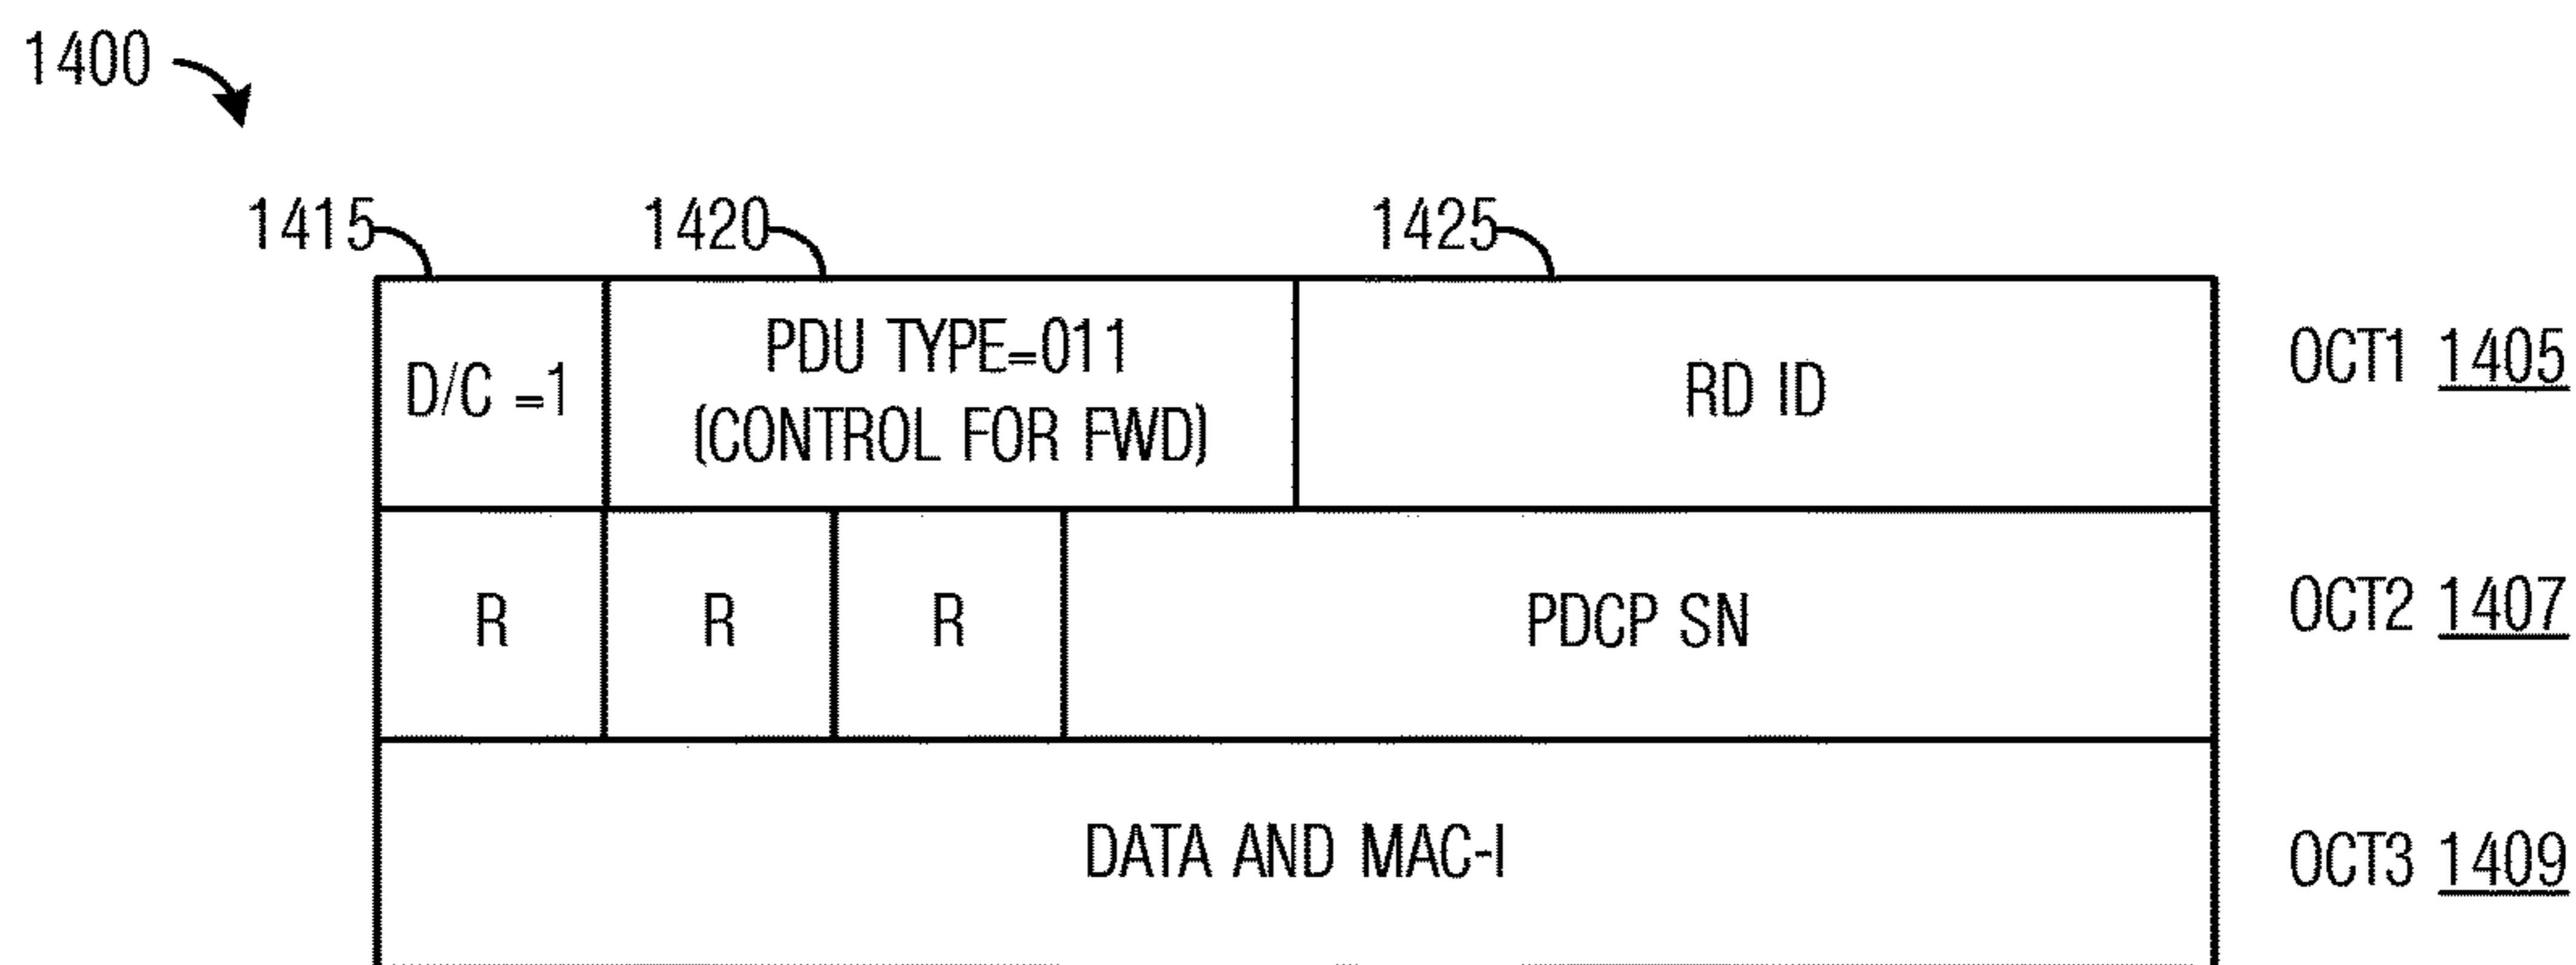 1400
1415 1420 1425
D/C =1
PDU TYPE=011
(CONTROL FOR FWD)
RD ID
OCT1 1405
R R R PDCP SN OCT2 1407
DATA AND MAC-I OCT3 1409